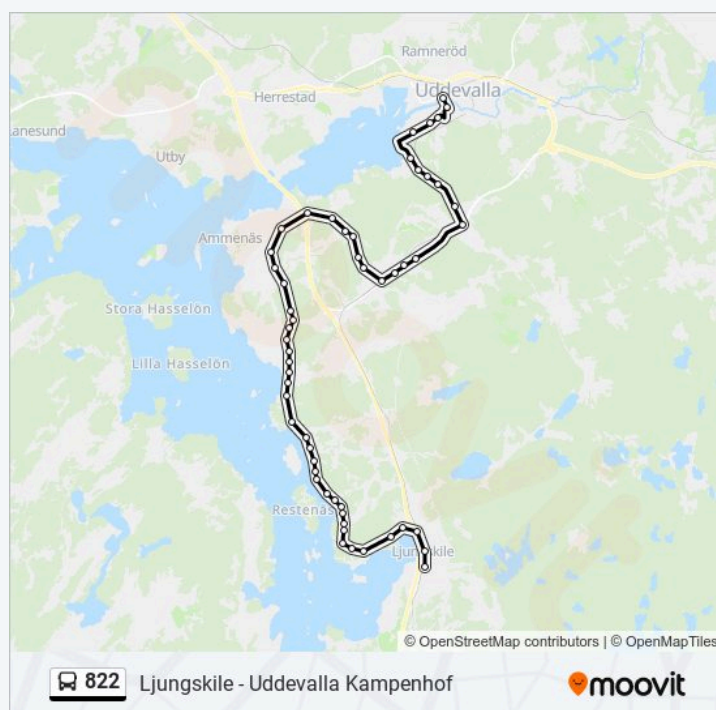 Ramneröd
Uddevalla
Herrestad
Lanesund
Utby
Ammenäs
Stora Hasselön
Lilla Hasselön
Restenäs
Ljungskile
© OpenStreetMap contributors | © OpenMapTiles
822 Ljungskile - Uddevalla Kampenhof
moovit